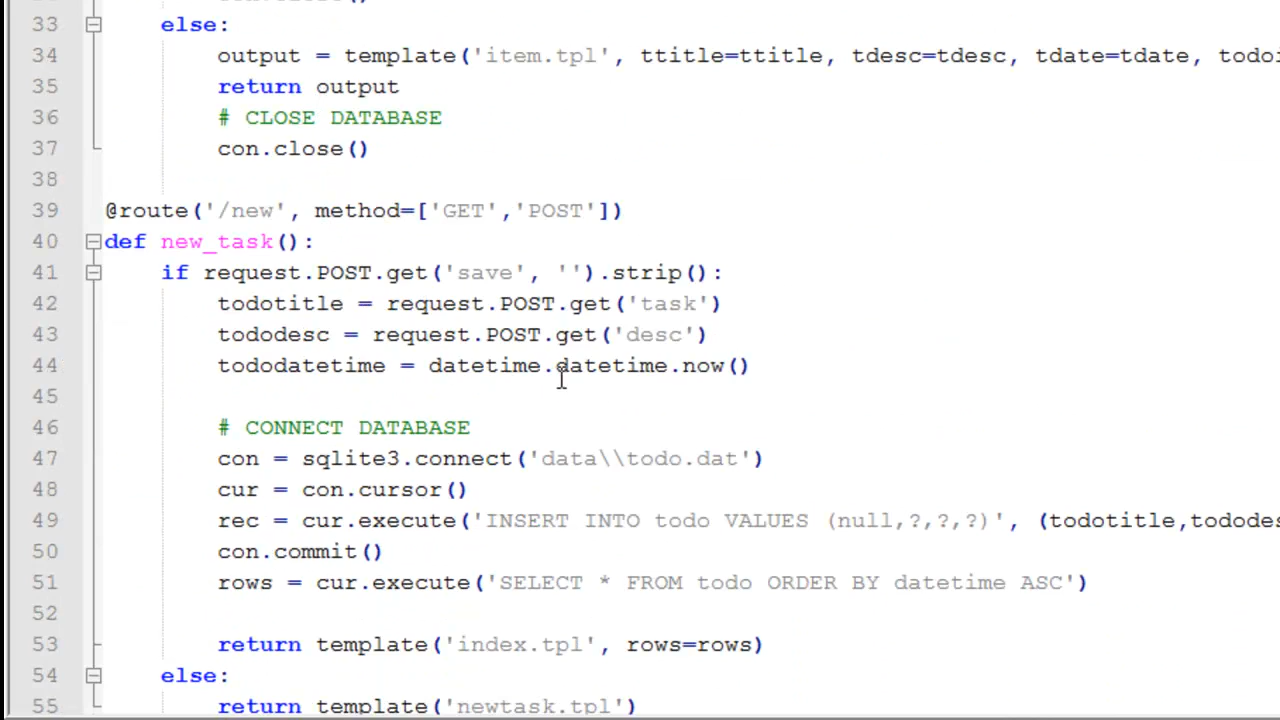 33 else:
34 output = template('item.tpl', ttitle=ttitle, tdesc=tdesc, tdate=tdate, todoi
35 return output
36 # CLOSE DATABASE
37 con.close()
38
39 @route('/new', method=['GET','POST'])
40 def new_task():
41 if request.POST.get('save', '').strip():
42 todotitle = request.POST.get('task')
43 tododesc = request.POST.get('desc')
44 tododatetime = datetime.datetime.now()
45
46 # CONNECT DATABASE
47 con = sqlite3.connect('data\\todo.dat')
48 cur = con.cursor()
49 rec = cur.execute('INSERT INTO todo VALUES (null,?,?,?)', (todotitle,tododes
50 con.commit()
51 rows = cur.execute('SELECT * FROM todo ORDER BY datetime ASC')
52
53 return template('index.tpl', rows=rows)
54 else:
55 return template('newtask.tpl')